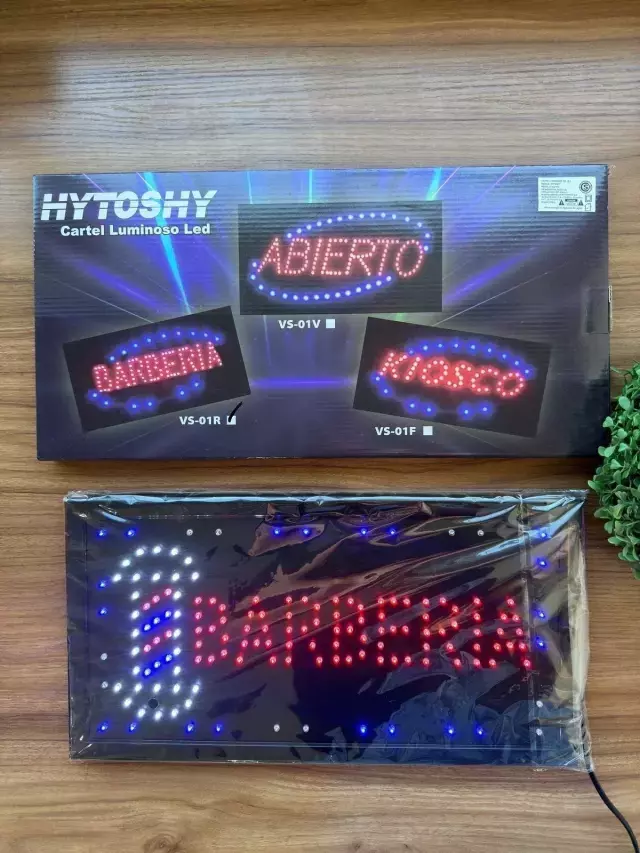 HYTOSHY
Cartel Luminoso Led
ABIERTO
VS-01V
BARBERIA
VS-01R
KIOSCO
VS-01F
BARBERIA